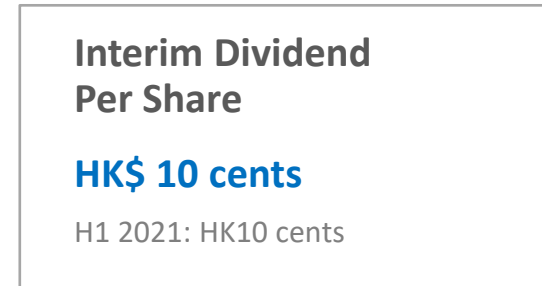 Interim Dividend
Per Share
HK$ 10 cents
H1 2021: HK10 cents